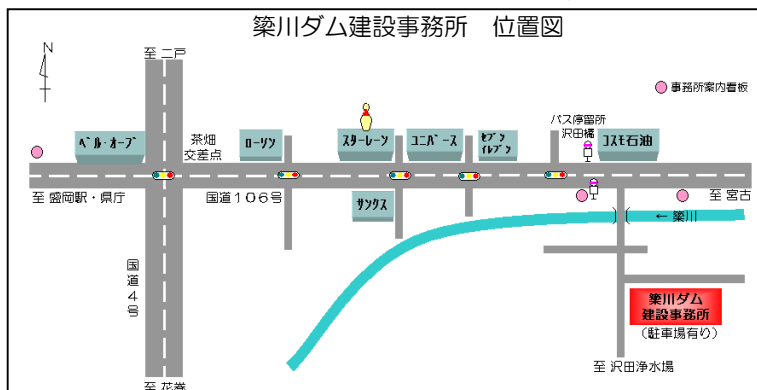 簗川ダム建設事務所　位置図
N
至 二戸
事務所案内看板
バス停留所
沢田橋
ベル・オーブ
茶畑
交差点
ローソン
スターレーン
ユニバース
セブン
イレブン
コスモ石油
至 盛岡駅・県庁
国道106号
サンクス
至 宮古
← 簗川
国道4号
簗川ダム
建設事務所
(駐車場有り)
至 沢田浄水場
至 花巻